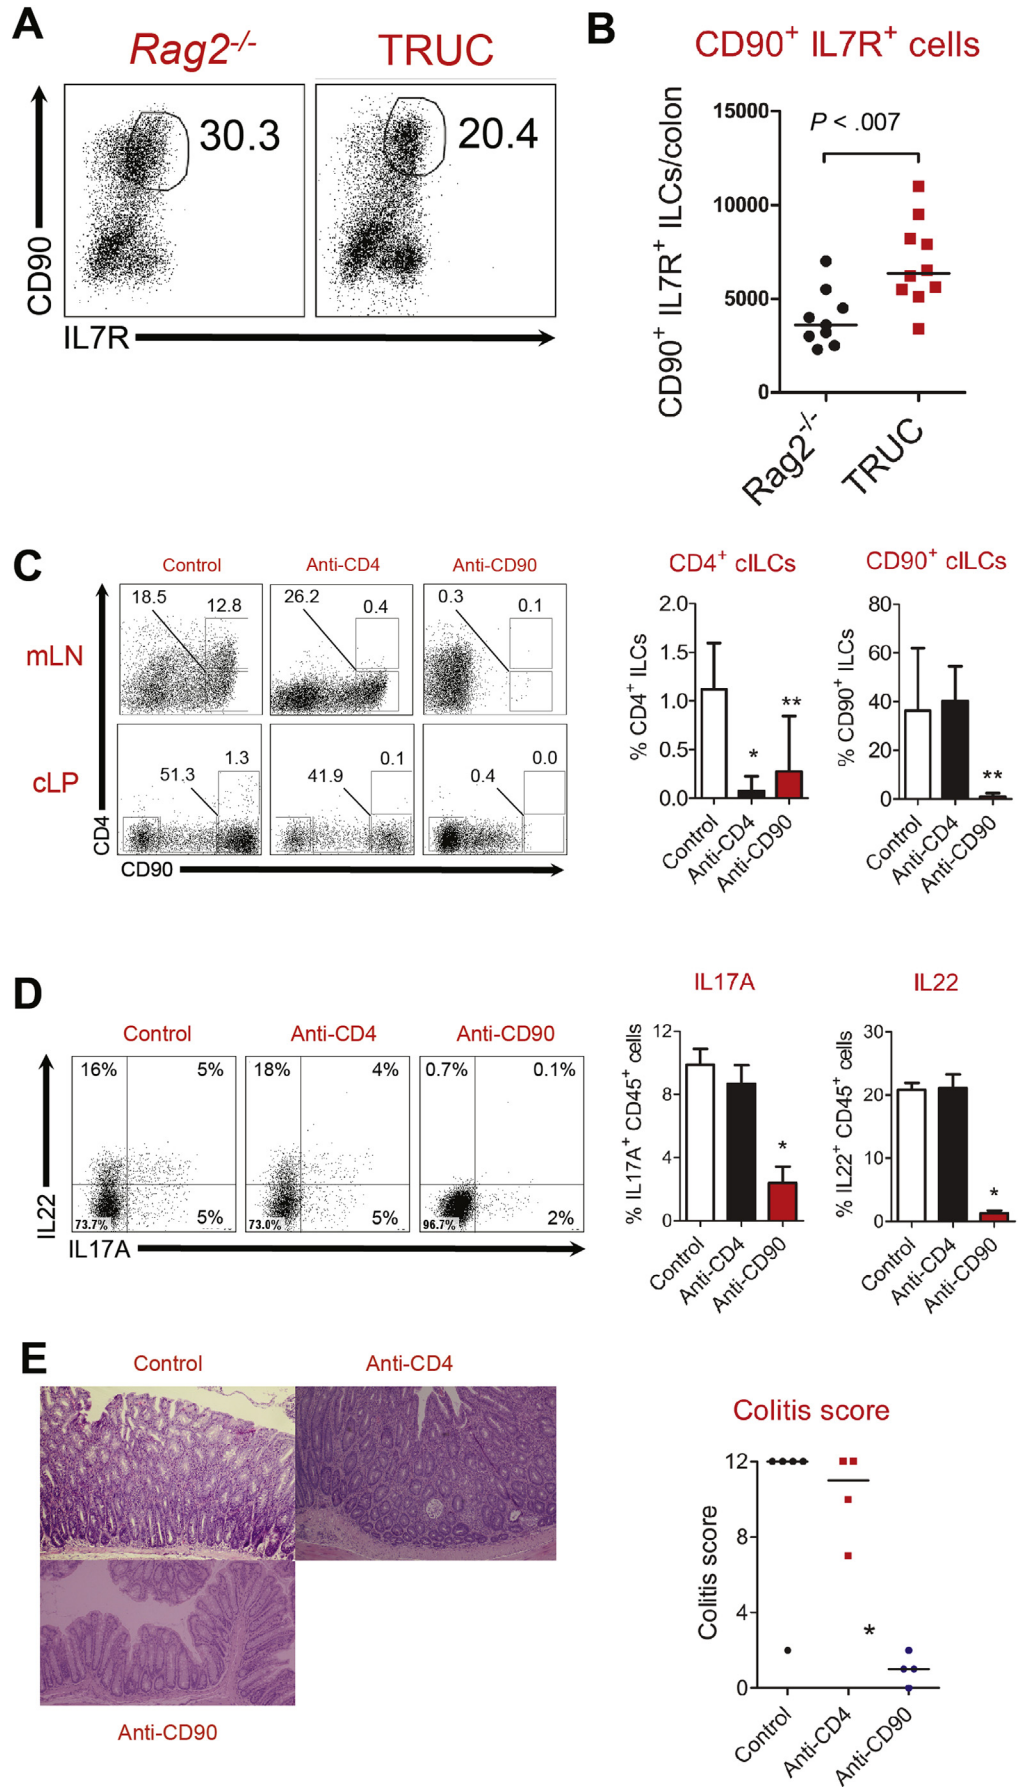 A
Rag2-/-
TRUC
30.3
20.4
CD90
IL7R
B
CD90+ IL7R+ cells
CD90+ IL7R+ ILCs/colon
15000
10000
5000
0
P < .007
Rag2-/-
TRUC
C
Control
Anti-CD4
Anti-CD90
mLN
18.5
12.8
26.2
0.4
0.3
0.1
cLP
51.3
1.3
41.9
0.1
0.4
0.0
CD4
CD90
CD4+ cILCs
% CD4+ ILCs
2.0
1.5
1.0
0.5
0.0
*
**
Control
Anti-CD4
Anti-CD90
CD90+ cILCs
% CD90+ ILCs
80
60
40
20
0
**
Control
Anti-CD4
Anti-CD90
D
Control
Anti-CD4
Anti-CD90
16%
5%
18%
4%
0.7%
0.1%
73.7%
5%
73.0%
5%
96.7%
2%
IL22
IL17A
IL17A
% IL17A+ CD45+ cells
12
8
4
0
*
Control
Anti-CD4
Anti-CD90
IL22
% IL22+ CD45+ cells
30
20
10
0
*
Control
Anti-CD4
Anti-CD90
E
Control
Anti-CD4
Anti-CD90
Colitis score
Colitis score
12
8
4
0
*
Control
Anti-CD4
Anti-CD90